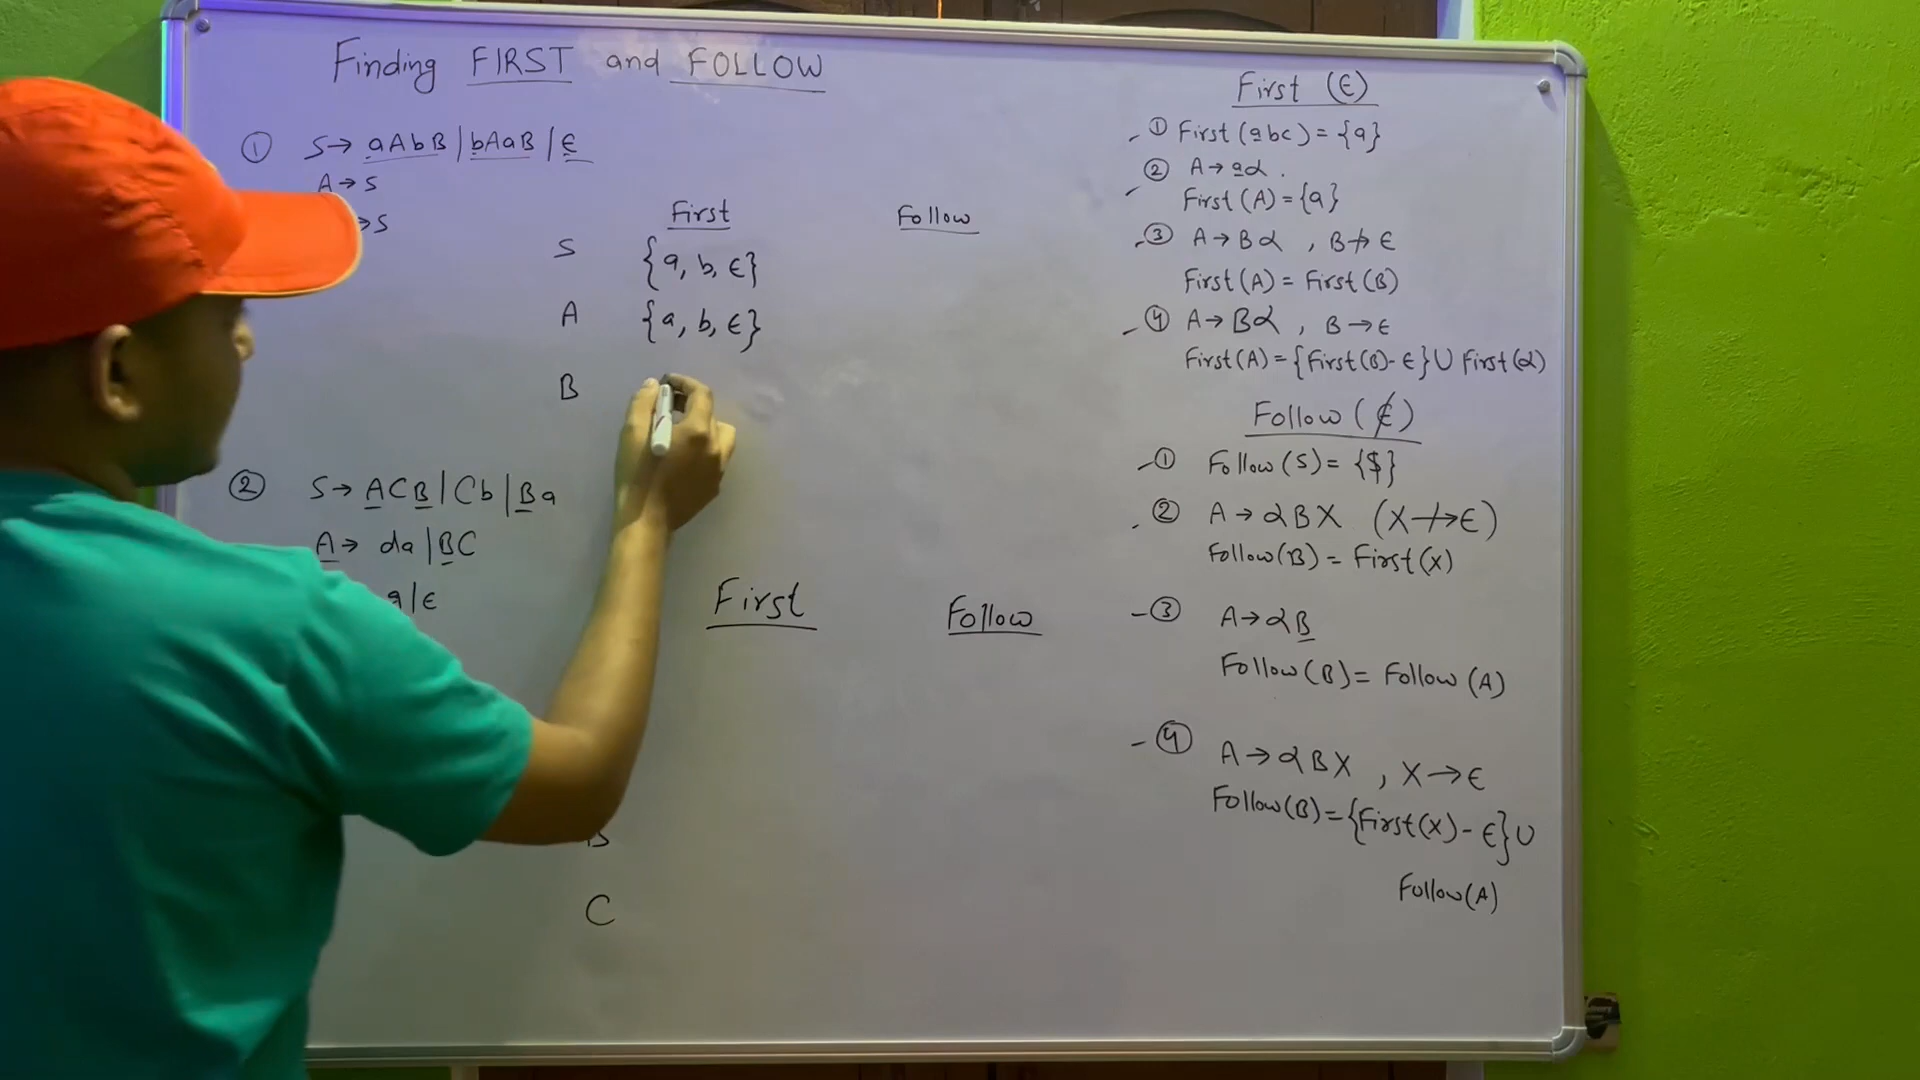 Finding FIRST and FOLLOW
① S→ aAbB | bAaB | ϵ
A→S
→S
First Follow
S {a, b, ϵ}
A {a, b, ϵ}
B
② S→ ACB | Cb | Ba
A→ da | BC
g|ϵ
First Follow
B
C
First (ϵ)
① First(abc) = {a}
② A→aα.
First(A) = {a}
③ A→Bα , B↛ϵ
First(A) = First(B)
④ A→Bα , B→ϵ
First(A) = {First(B)-ϵ} ∪ First(α)
Follow (ϵ̸)
① Follow(S) = {$}
② A→αBX (X↛ϵ)
Follow(B) = First(X)
③ A→αB
Follow(B) = Follow(A)
④ A→αBX , X→ϵ
Follow(B) = {First(X) - ϵ} ∪
Follow(A)